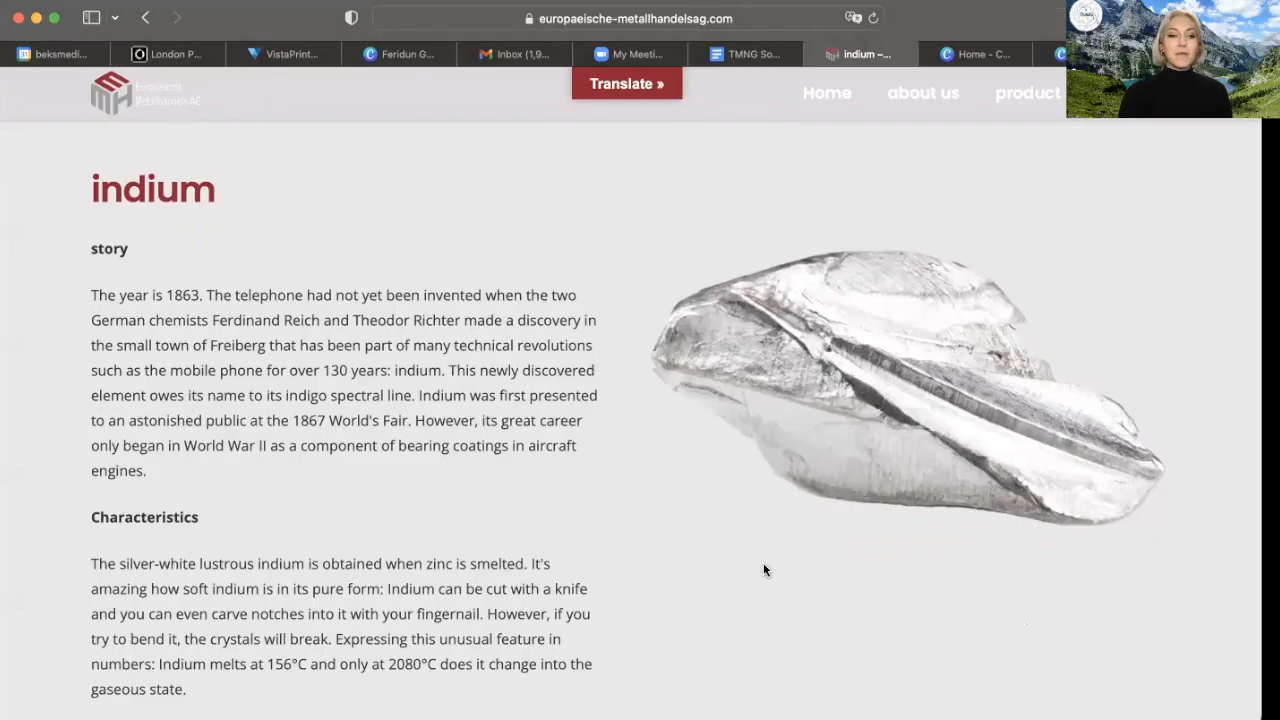 europaeische-metallhandelsag.com
beksmedi...
London P...
VistaPrint...
Feridun G...
Inbox (1,9...
My Meeti...
TMNG So...
indium –...
Home - C...
EMH
Europäische
Metallhandels AG
Translate »
Home
about us
product
indium
story
The year is 1863. The telephone had not yet been invented when the two
German chemists Ferdinand Reich and Theodor Richter made a discovery in
the small town of Freiberg that has been part of many technical revolutions
such as the mobile phone for over 130 years: indium. This newly discovered
element owes its name to its indigo spectral line. Indium was first presented
to an astonished public at the 1867 World's Fair. However, its great career
only began in World War II as a component of bearing coatings in aircraft
engines.
Characteristics
The silver-white lustrous indium is obtained when zinc is smelted. It's
amazing how soft indium is in its pure form: Indium can be cut with a knife
and you can even carve notches into it with your fingernail. However, if you
try to bend it, the crystals will break. Expressing this unusual feature in
numbers: Indium melts at 156°C and only at 2080°C does it change into the
gaseous state.